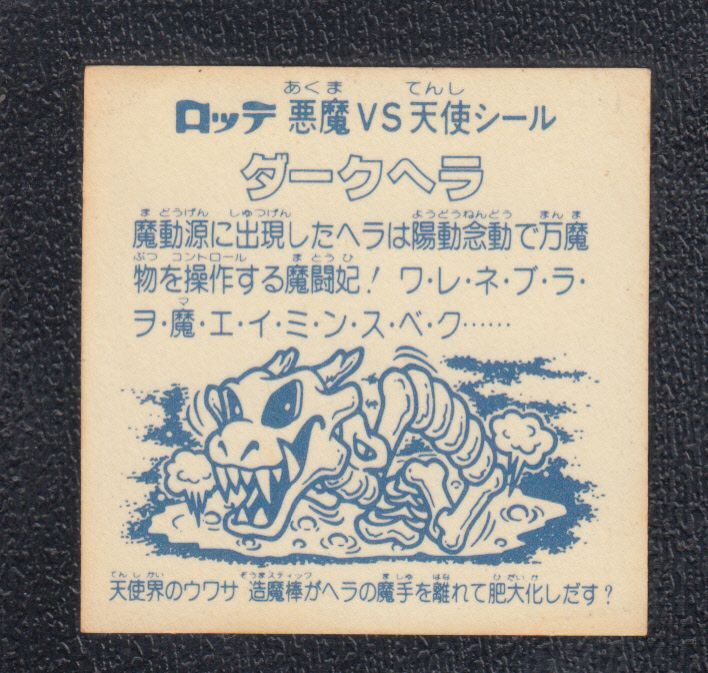 あくま てんし
ロッテ 悪魔VS天使シール
ダークヘラ
まどうげん しゅつげん ようどうねんどう まんま
魔動源に出現したヘラは陽動念動で万魔
ぶつ コントロール まとうひ
物を操作する魔闘妃! ワ・レ・ネ・ブ・ラ・
マ
ヲ・魔・エ・イ・ミ・ン・ス・ベ・ク……
てんしかい ぞうまスティック ましゅ はな ひだいか
天使界のウワサ 造魔棒がヘラの魔手を離れて肥大化しだす?